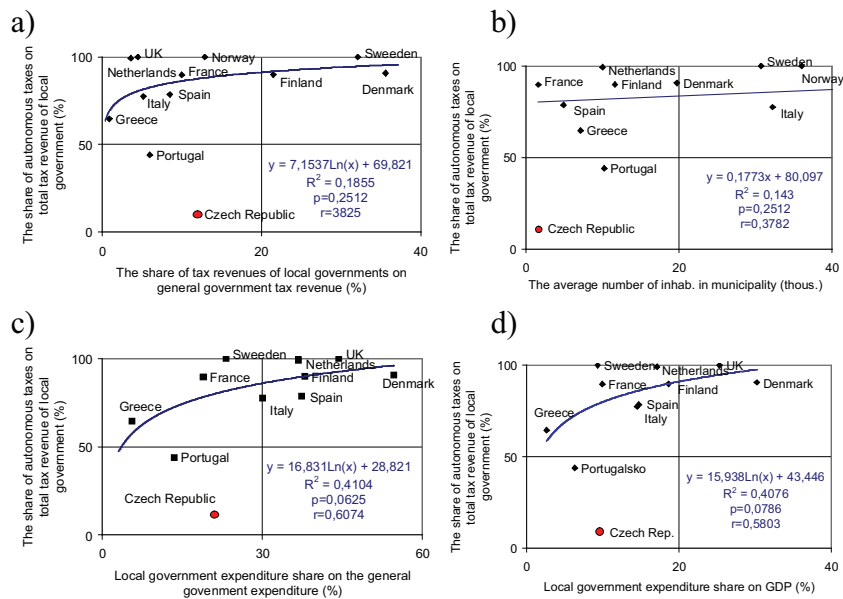 a)
The share of autonomous taxes on
total tax revenue of local
government (%)
100
50
0
UK
Norway
Sweeden
Netherlands
France
Finland
Denmark
Italy
Spain
Greece
Portugal
Czech Republic
y = 7,1537Ln(x) + 69,821
R² = 0,1855
p=0,2512
r=3825
0
20
40
The share of tax revenues of local governments on
general government tax revenue (%)
b)
The share of autonomous taxes on
total tax revenue of local
government (%)
100
50
0
Sweden
Norway
Netherlands
France
Finland
Denmark
Spain
Italy
Greece
Portugal
Czech Republic
y = 0,1773x + 80,097
R² = 0,143
p=0,2512
r=0,3782
0
20
40
The average number of inhab. in municipality (thous.)
c)
The share of autonomous taxes on
total tax revenue of local
government (%)
100
50
0
Sweeden
UK
Netherlands
France
Finland
Denmark
Greece
Italy
Spain
Portugal
Czech Republic
y = 16,831Ln(x) + 28,821
R² = 0,4104
p=0,0625
r=0,6074
0
30
60
Local government expenditure share on the general
govenment expenditure (%)
d)
The share of autonomous taxes on
total tax revenue of local
government (%)
100
50
0
Sweeden
UK
Netherlands
France
Finland
Denmark
Greece
Spain
Italy
Portugalsko
Czech Rep.
y = 15,938Ln(x) + 43,446
R² = 0,4076
p=0,0786
r=0,5803
0
20
40
Local government expenditure share on GDP (%)